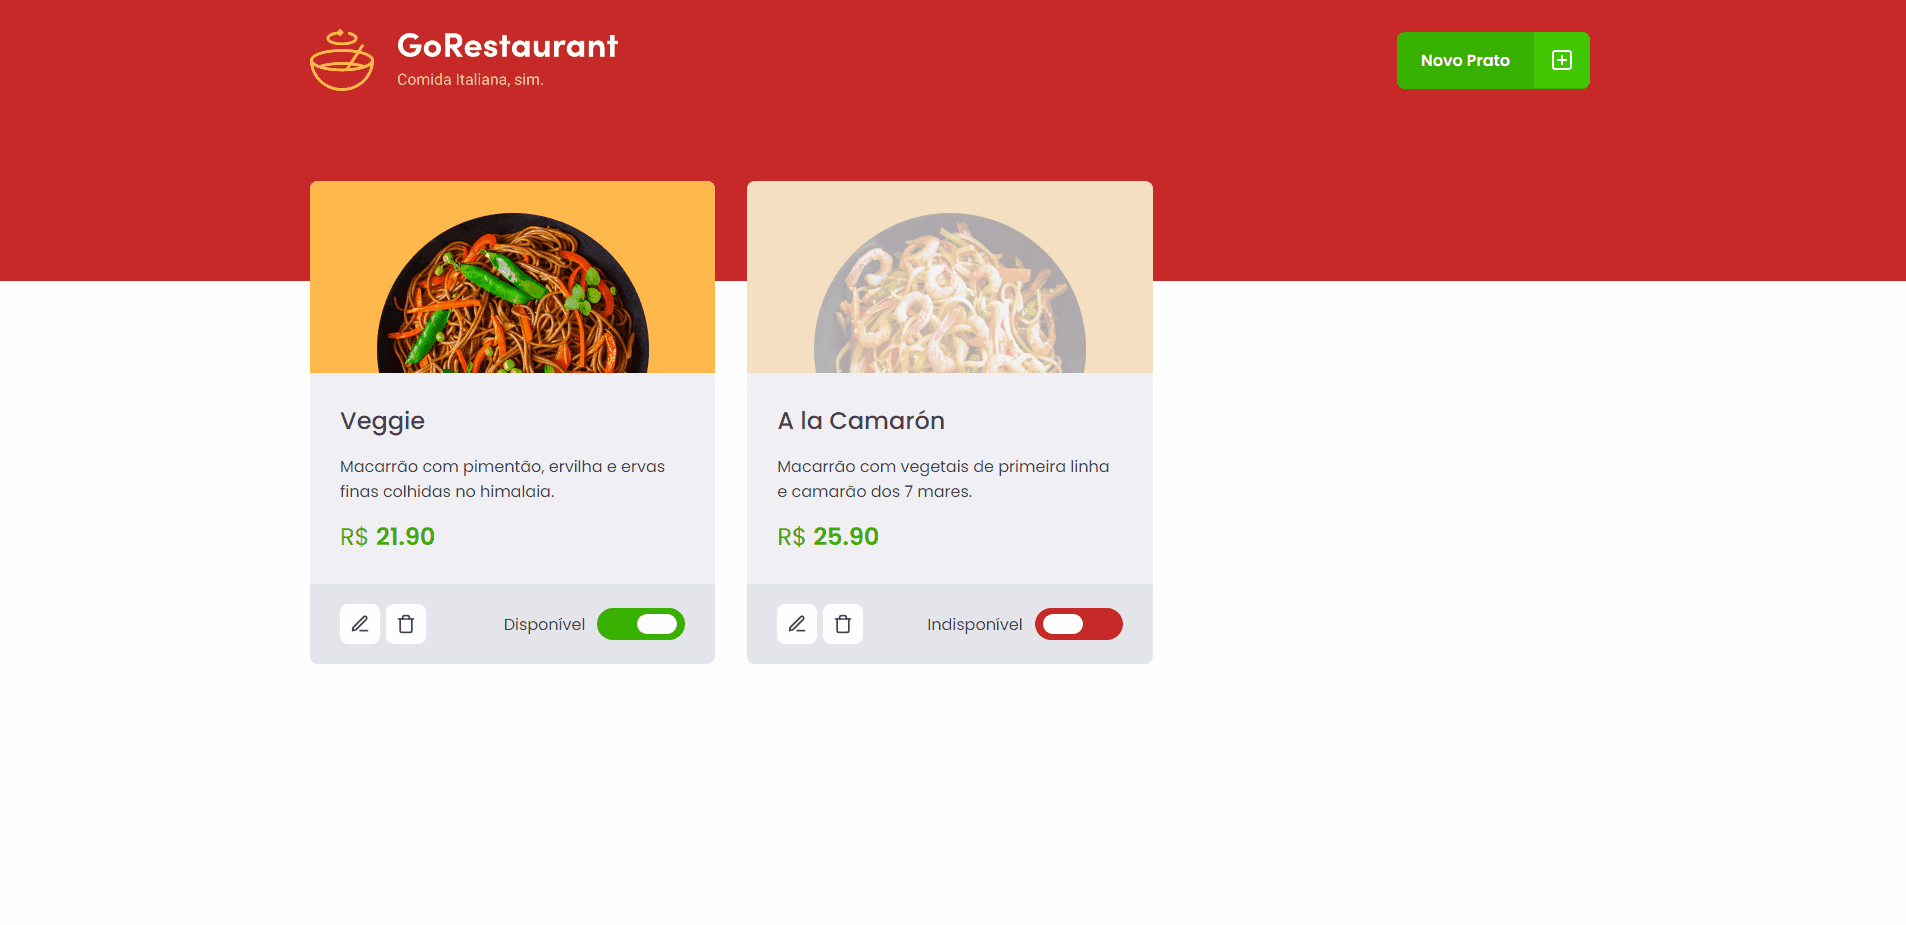 GoRestaurant
Comida Italiana, sim.
Novo Prato
Veggie
Macarrão com pimentão, ervilha e ervas
finas colhidas no himalaia.
R$ 21.90
Disponível
A la Camarón
Macarrão com vegetais de primeira linha
e camarão dos 7 mares.
R$ 25.90
Indisponível